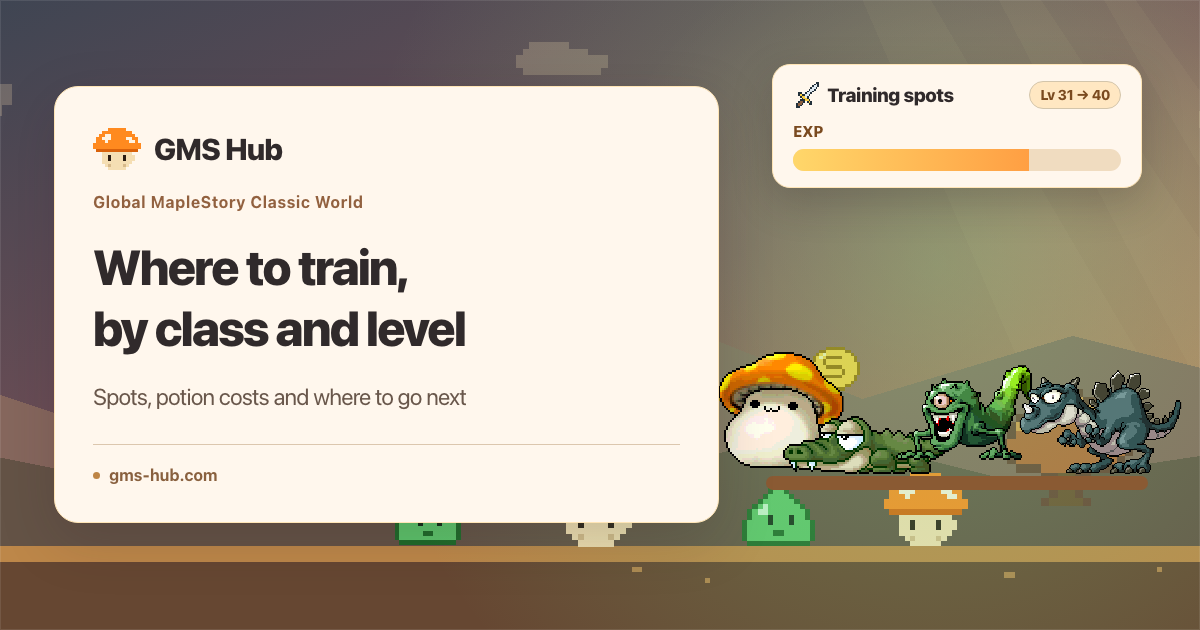 GMS Hub
Global MapleStory Classic World
Where to train,
by class and level
Spots, potion costs and where to go next
gms-hub.com
Training spots
Lv 31 → 40
EXP
S